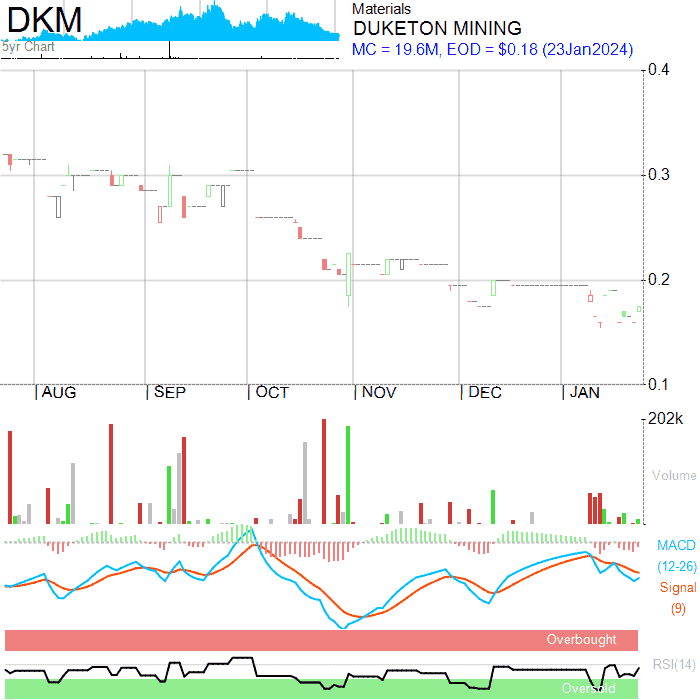 DKM
5yr Chart
Materials
DUKETON MINING
MC = 19.6M, EOD = $0.18 (23Jan2024)
0.4
0.3
0.2
0.1
AUG SEP OCT NOV DEC JAN
202k
Volume
MACD
(12-26)
Signal
(9)
Overbought
RSI(14)
Oversold